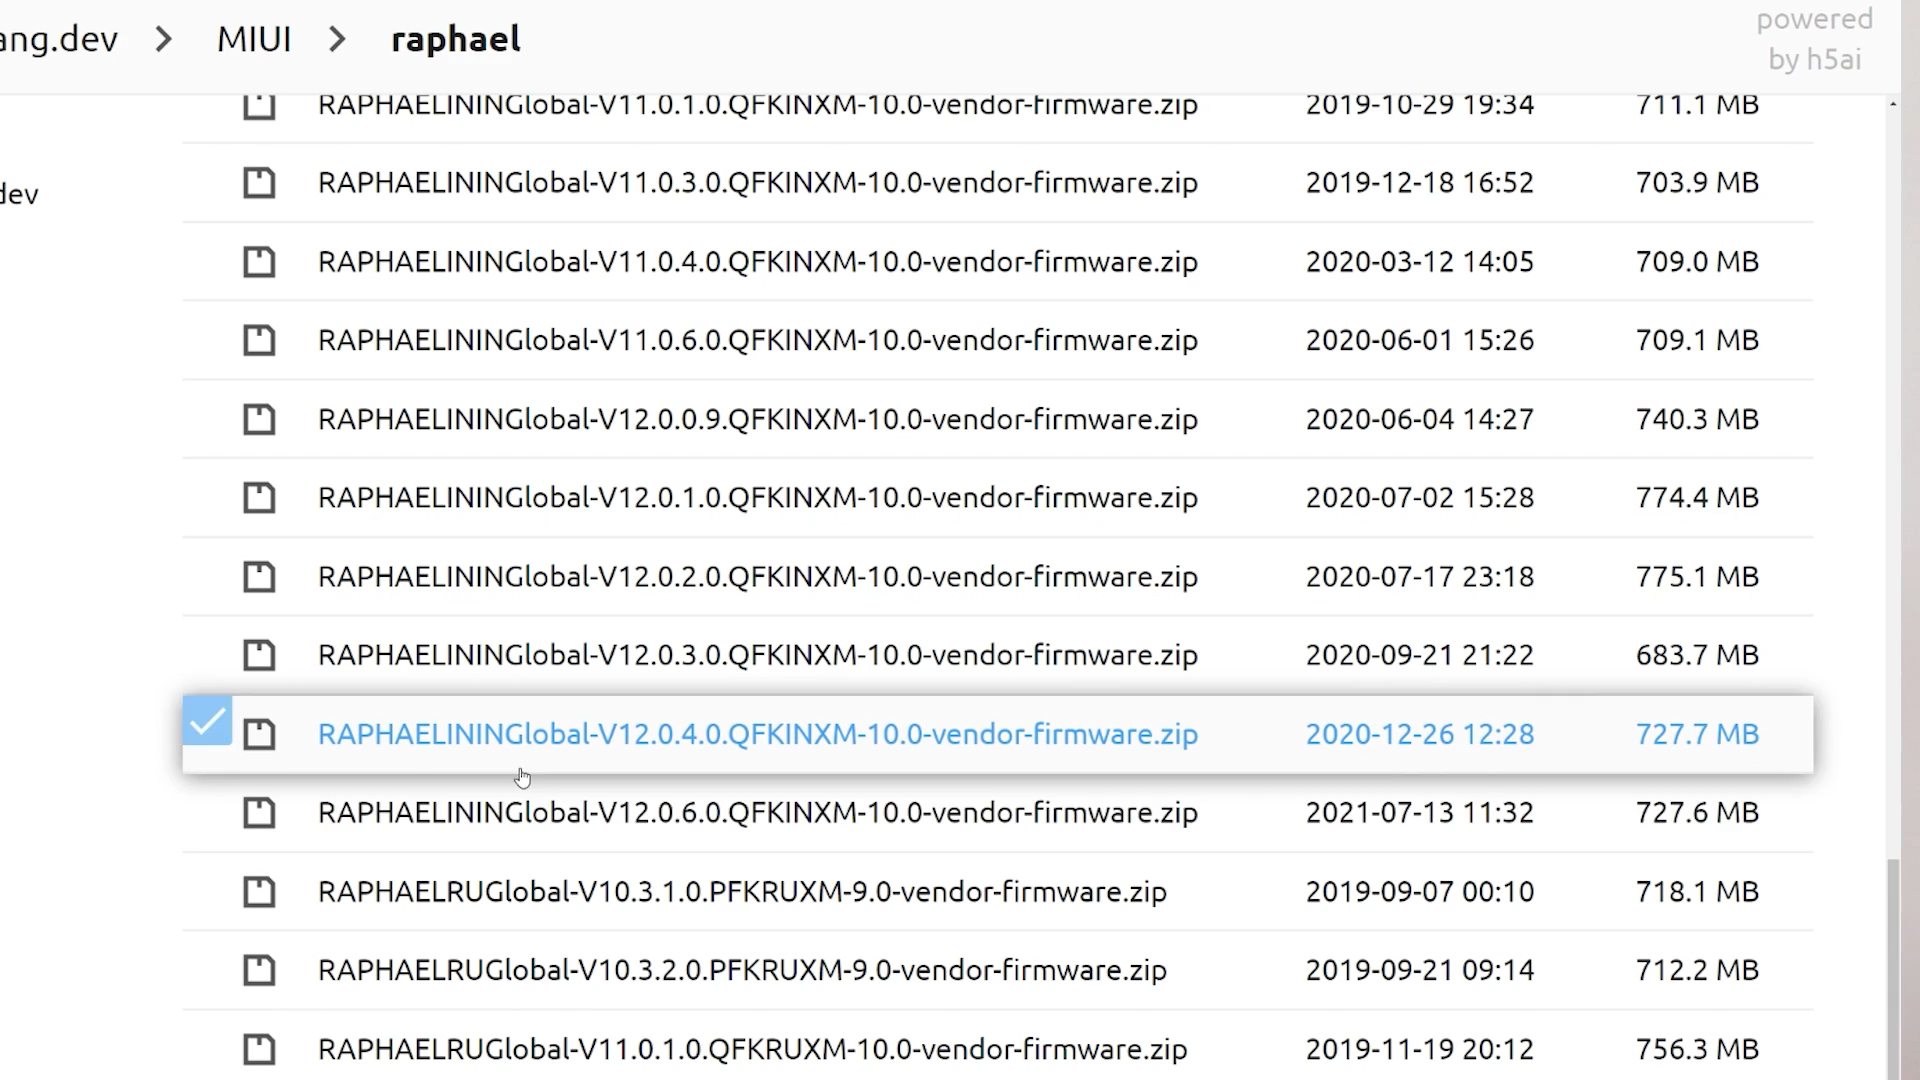 ang.dev > MIUI > raphael
powered
by h5ai
dev
RAPHAELININGlobal-V11.0.1.0.QFKINXM-10.0-vendor-firmware.zip 2019-10-29 19:34 711.1 MB
RAPHAELININGlobal-V11.0.3.0.QFKINXM-10.0-vendor-firmware.zip 2019-12-18 16:52 703.9 MB
RAPHAELININGlobal-V11.0.4.0.QFKINXM-10.0-vendor-firmware.zip 2020-03-12 14:05 709.0 MB
RAPHAELININGlobal-V11.0.6.0.QFKINXM-10.0-vendor-firmware.zip 2020-06-01 15:26 709.1 MB
RAPHAELININGlobal-V12.0.0.9.QFKINXM-10.0-vendor-firmware.zip 2020-06-04 14:27 740.3 MB
RAPHAELININGlobal-V12.0.1.0.QFKINXM-10.0-vendor-firmware.zip 2020-07-02 15:28 774.4 MB
RAPHAELININGlobal-V12.0.2.0.QFKINXM-10.0-vendor-firmware.zip 2020-07-17 23:18 775.1 MB
RAPHAELININGlobal-V12.0.3.0.QFKINXM-10.0-vendor-firmware.zip 2020-09-21 21:22 683.7 MB
RAPHAELININGlobal-V12.0.4.0.QFKINXM-10.0-vendor-firmware.zip 2020-12-26 12:28 727.7 MB
RAPHAELININGlobal-V12.0.6.0.QFKINXM-10.0-vendor-firmware.zip 2021-07-13 11:32 727.6 MB
RAPHAELRUGlobal-V10.3.1.0.PFKRUXM-9.0-vendor-firmware.zip 2019-09-07 00:10 718.1 MB
RAPHAELRUGlobal-V10.3.2.0.PFKRUXM-9.0-vendor-firmware.zip 2019-09-21 09:14 712.2 MB
RAPHAELRUGlobal-V11.0.1.0.QFKRUXM-10.0-vendor-firmware.zip 2019-11-19 20:12 756.3 MB